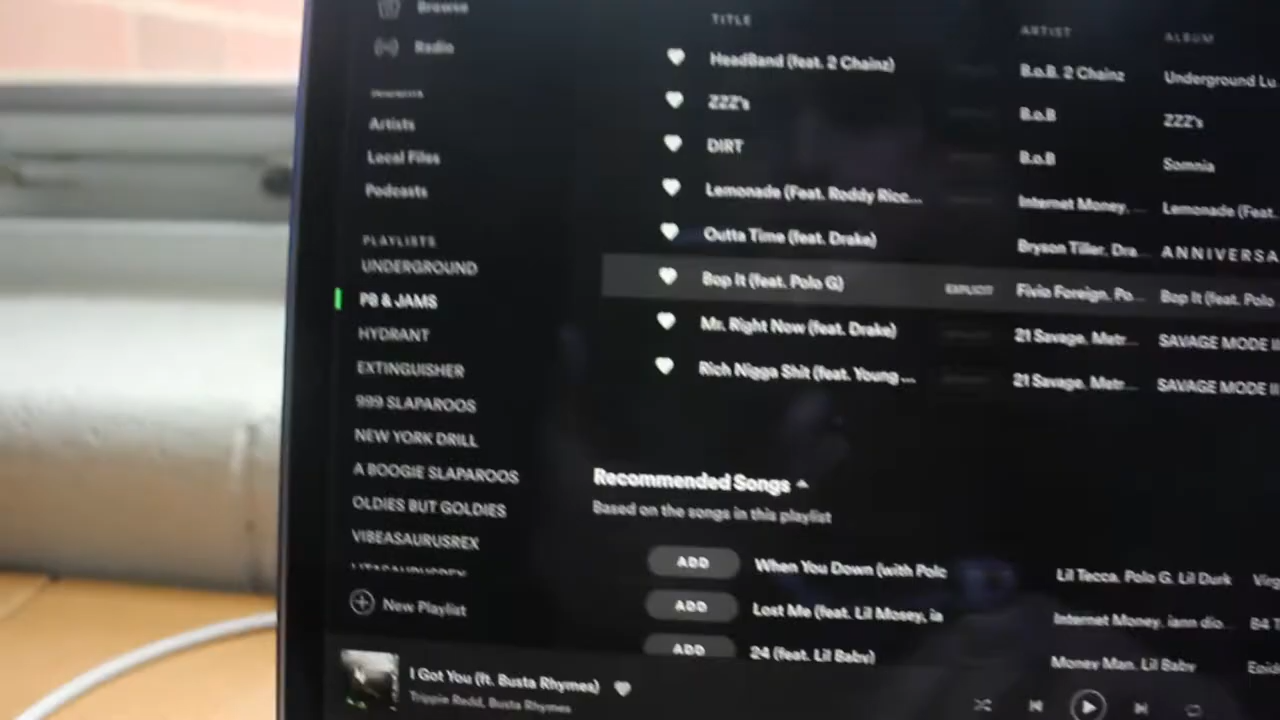 Browse
Radio
Artists
Local Files
Podcasts
PLAYLISTS
UNDERGROUND
PB & JAMS
HYDRANT
EXTINGUISHER
999 SLAPAROOS
NEW YORK DRILL
A BOOGIE SLAPAROOS
OLDIES BUT GOLDIES
VIBEASAURUSREX
New Playlist
TITLE ARTIST ALBUM
HeadBand (feat. 2 Chainz) B.o.B, 2 Chainz Underground Lu
ZZZ's B.o.B ZZZ's
DIRT B.o.B Somnia
Lemonade (Feat. Roddy Ricc... Internet Money, ... Lemonade (Feat.
Outta Time (feat. Drake) Bryson Tiller, Dra... ANNIVERSA
Bop It (feat. Polo G) EXPLICIT Fivio Foreign, Po... Bop It (feat. Polo
Mr. Right Now (feat. Drake) 21 Savage, Metr... SAVAGE MODE II
Rich Nigga Shit (feat. Young ... 21 Savage, Metr... SAVAGE MODE II
Recommended Songs
Based on the songs in this playlist
ADD When You Down (with Polo Lil Tecca, Polo G, Lil Durk Virg
ADD Lost Me (feat. Lil Mosey, ia Internet Money, iann dio... B4 T
ADD 24 (feat. Lil Baby) Money Man, Lil Baby Epid
I Got You (ft. Busta Rhymes)
Trippie Redd, Busta Rhymes